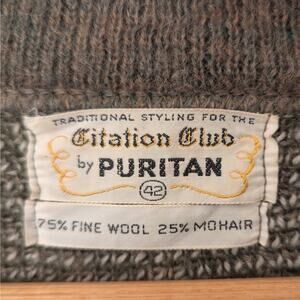 TRADITIONAL STYLING FOR THE
Citation Club
by PURITAN
42
75% FINE WOOL 25% MOHAIR